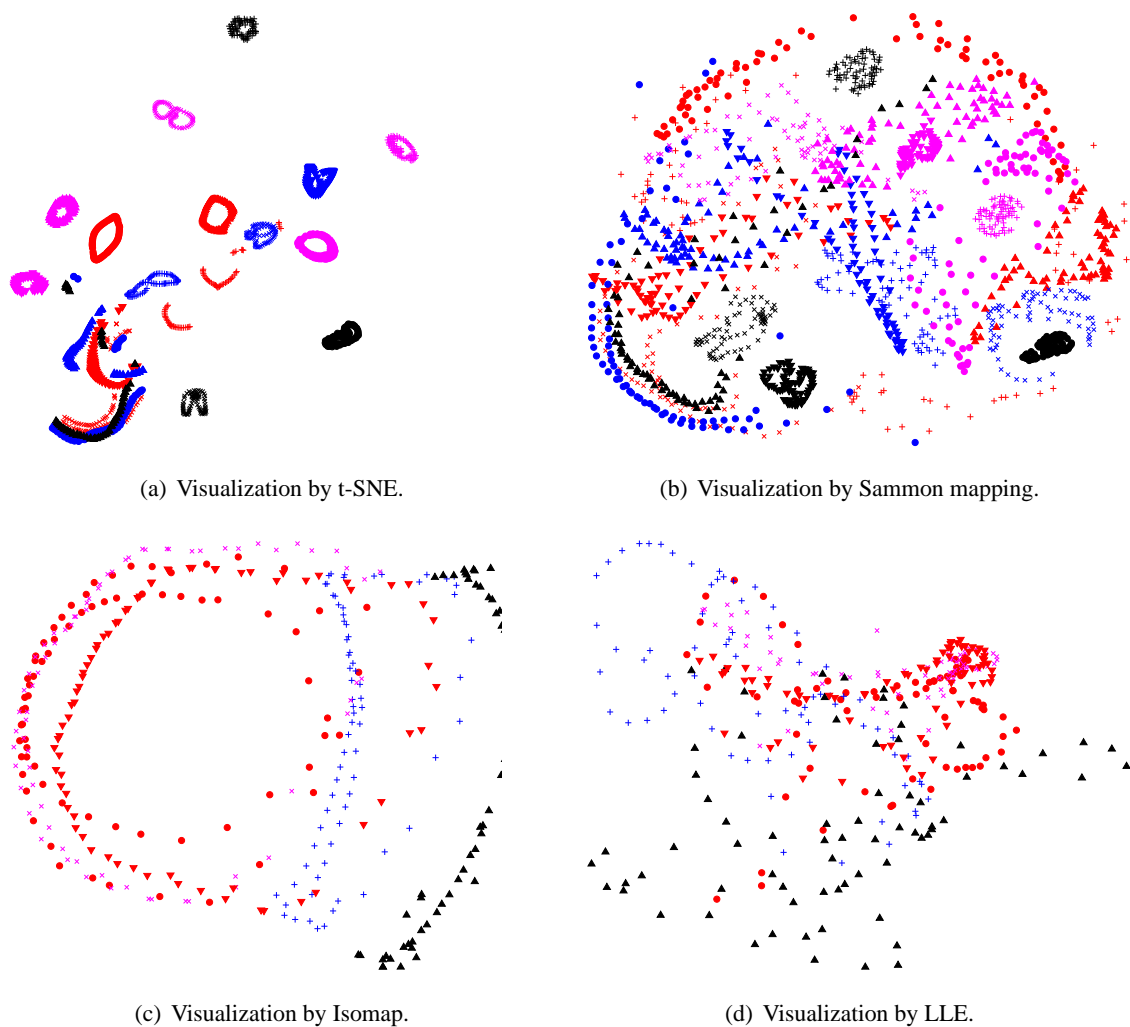 (a) Visualization by t-SNE.
(b) Visualization by Sammon mapping.
(c) Visualization by Isomap.
(d) Visualization by LLE.